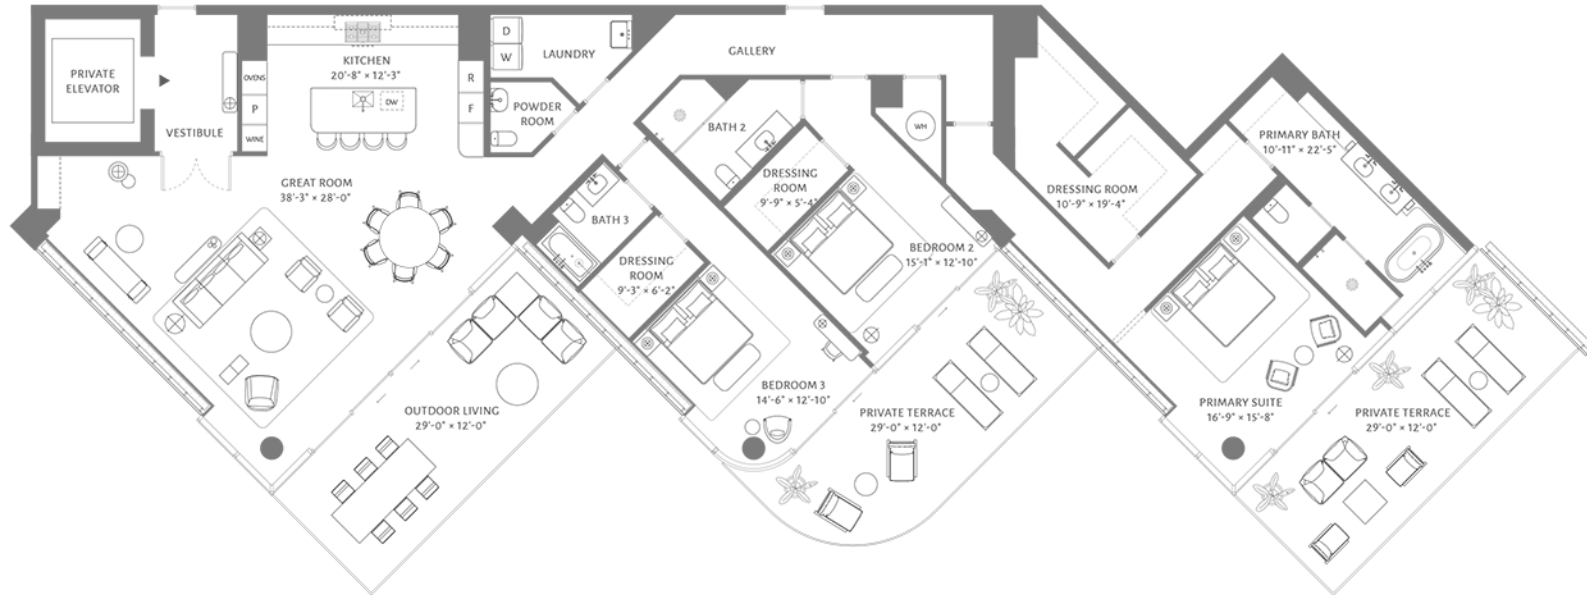 PRIVATE
ELEVATOR
VESTIBULE
OVENS
P
WINE
KITCHEN
20'-8" × 12'-3"
DW
R
F
D
W
LAUNDRY
POWDER
ROOM
GALLERY
GREAT ROOM
38'-3" × 28'-0"
OUTDOOR LIVING
29'-0" × 12'-0"
BATH 2
BATH 3
DRESSING
ROOM
9'-9" × 5'-4"
DRESSING
ROOM
9'-3" × 6'-2"
WH
BEDROOM 2
15'-1" × 12'-10"
BEDROOM 3
14'-6" × 12'-10"
PRIVATE TERRACE
29'-0" × 12'-0"
DRESSING ROOM
10'-9" × 19'-4"
PRIMARY BATH
10'-11" × 22'-5"
PRIMARY SUITE
16'-9" × 15'-8"
PRIVATE TERRACE
29'-0" × 12'-0"